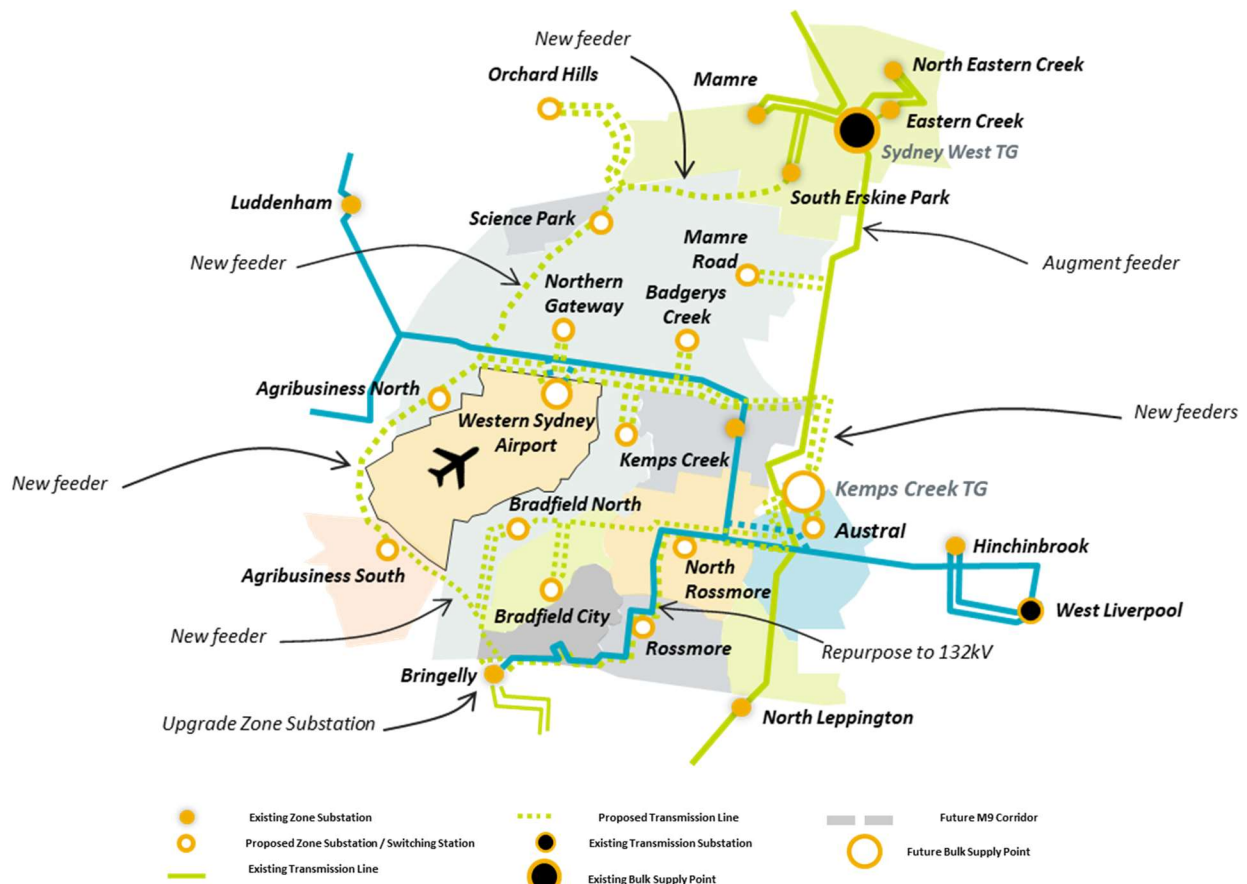 New feeder
Orchard Hills
Mamre
North Eastern Creek
Eastern Creek
Sydney West TG
Luddenham
South Erskine Park
Science Park
Mamre
Road
New feeder
Augment feeder
Northern
Gateway
Badgerys
Creek
Agribusiness North
Western Sydney
Airport
New feeders
Kemps Creek
New feeder
Kemps Creek TG
Bradfield North
Austral
Hinchinbrook
Agribusiness South
North
Rossmore
Bradfield City
West Liverpool
New feeder
Rossmore
Repurpose to 132kV
Bringelly
Upgrade Zone Substation
North Leppington
Existing Zone Substation
Proposed Transmission Line
Future M9 Corridor
Proposed Zone Substation / Switching Station
Existing Transmission Substation
Future Bulk Supply Point
Existing Transmission Line
Existing Bulk Supply Point